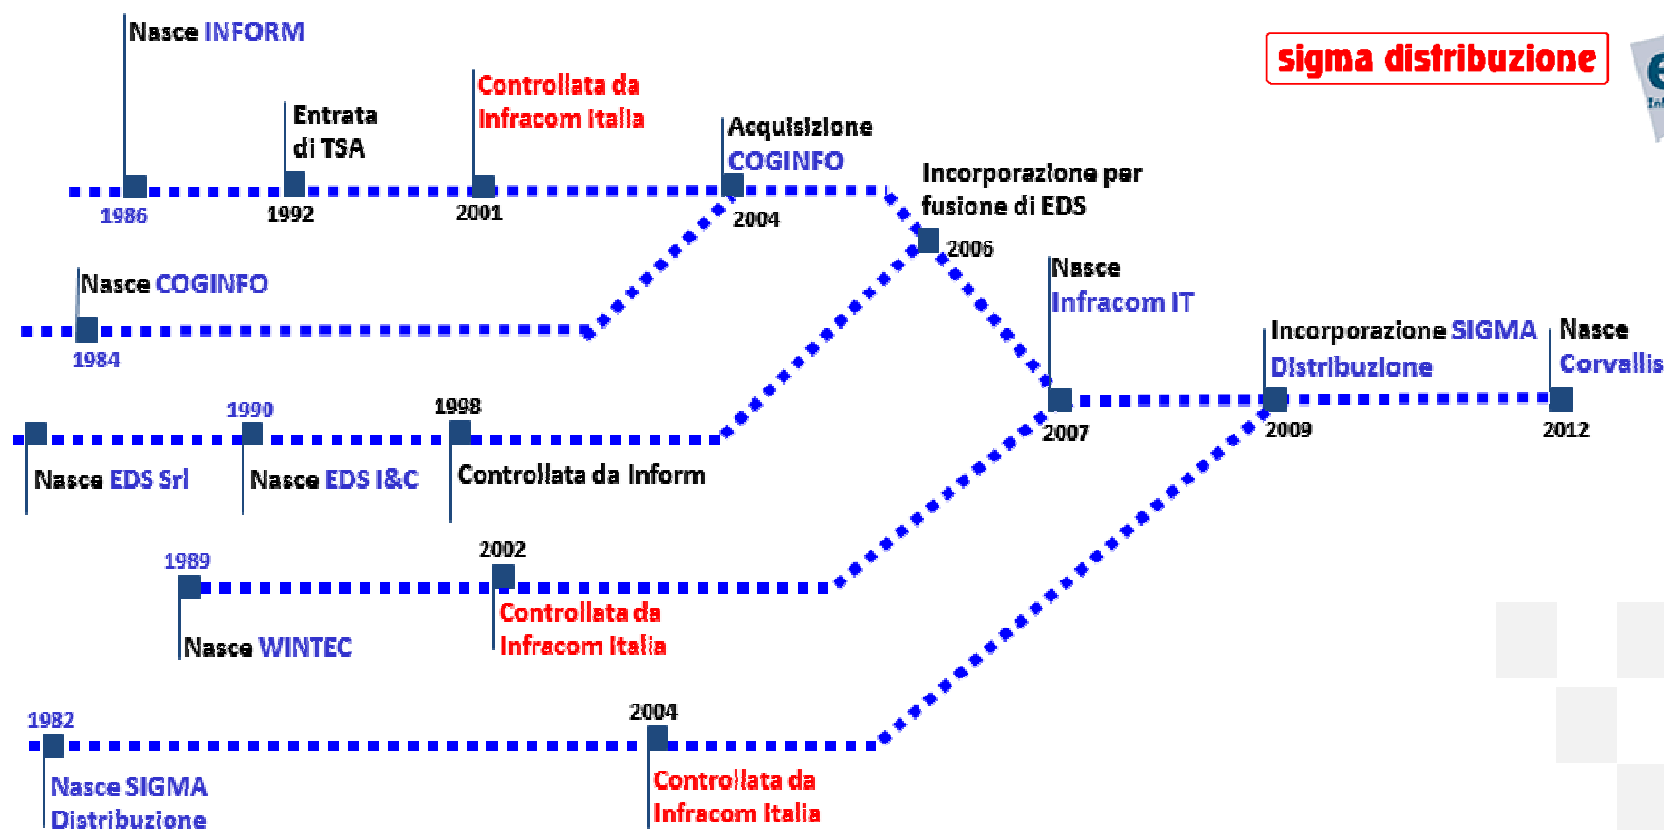 Nasce INFORM
sigma distribuzione
Controllata da
Infracom Italia
Entrata
di TSA
Acquisizione
COGINFO
Incorporazione per
fusione di EDS
1986
1992
2001
2004
2006
Nasce COGINFO
Nasce
Infracom IT
1984
Incorporazione SIGMA
Distribuzione
Nasce
Corvallis
1990
1998
2007
2009
2012
Nasce EDS Srl
Nasce EDS I&C
Controllata da Inform
1989
2002
Nasce WINTEC
Controllata da
Infracom Italia
1982
2004
Nasce SIGMA
Distribuzione
Controllata da
Infracom Italia